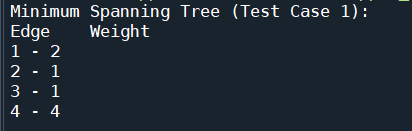 Minimum Spanning Tree (Test Case 1):
Edge    Weight
1 - 2
2 - 1
3 - 1
4 - 4